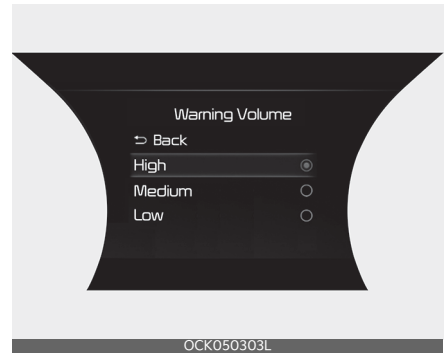 Warning Volume
Back
High
Medium
Low
OCK050303L